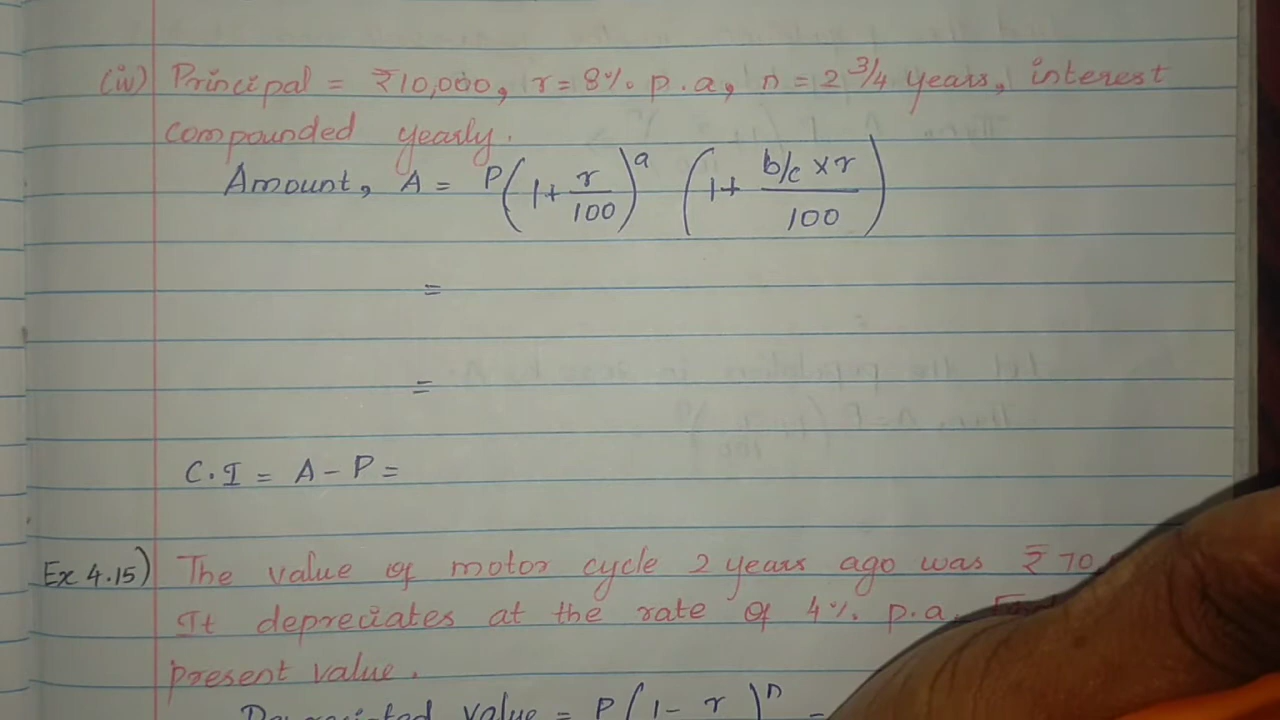 (iv) Principal = ₹10,000, r = 8% p.a, n = 2 3/4 years, interest
compounded yearly.
Amount, A = P(1 + r/100)^a (1 + (b/c × r)/100)
=
=
C.I = A - P =
Ex 4.15) The value of motor cycle 2 years ago was ₹ 70
It depreciates at the rate of 4% p.a.
present value.
value = P(1 - r )^n =